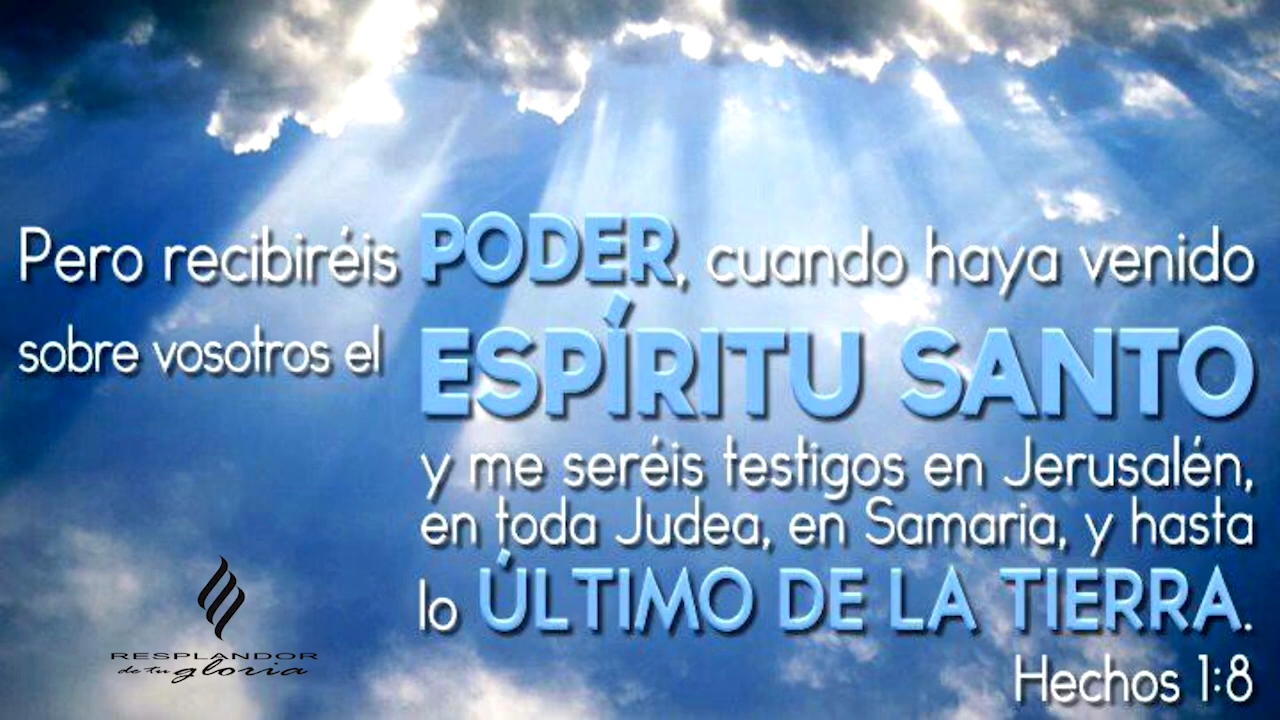 Pero recibiréis PODER, cuando haya venido
sobre vosotros el ESPÍRITU SANTO
y me seréis testigos en Jerusalén,
en toda Judea, en Samaria, y hasta
lo ÚLTIMO DE LA TIERRA.
Hechos 1:8
RESPLANDOR
de tu gloria